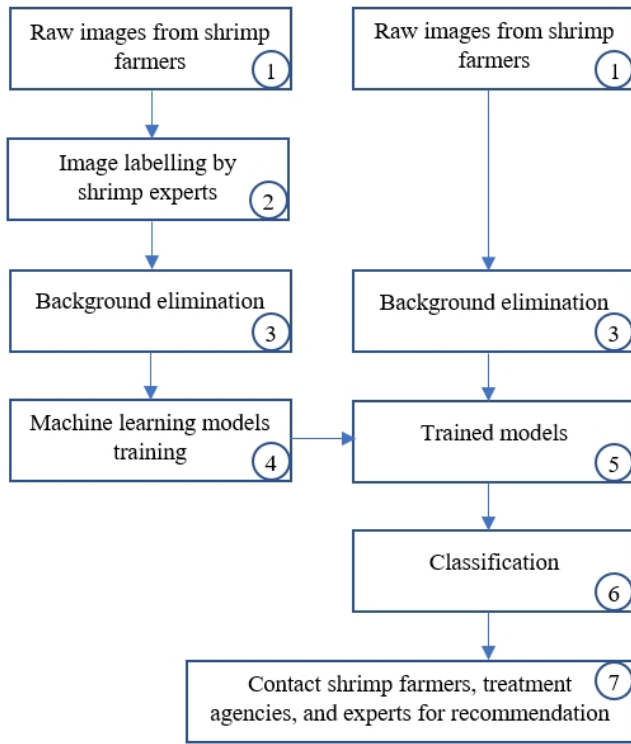 Raw images from shrimp
farmers
1
Raw images from shrimp
farmers
1
Image labelling by
shrimp experts
2
Background elimination
3
Background elimination
3
Machine learning models
training
4
Trained models
5
Classification
6
7
Contact shrimp farmers, treatment
agencies, and experts for recommendation